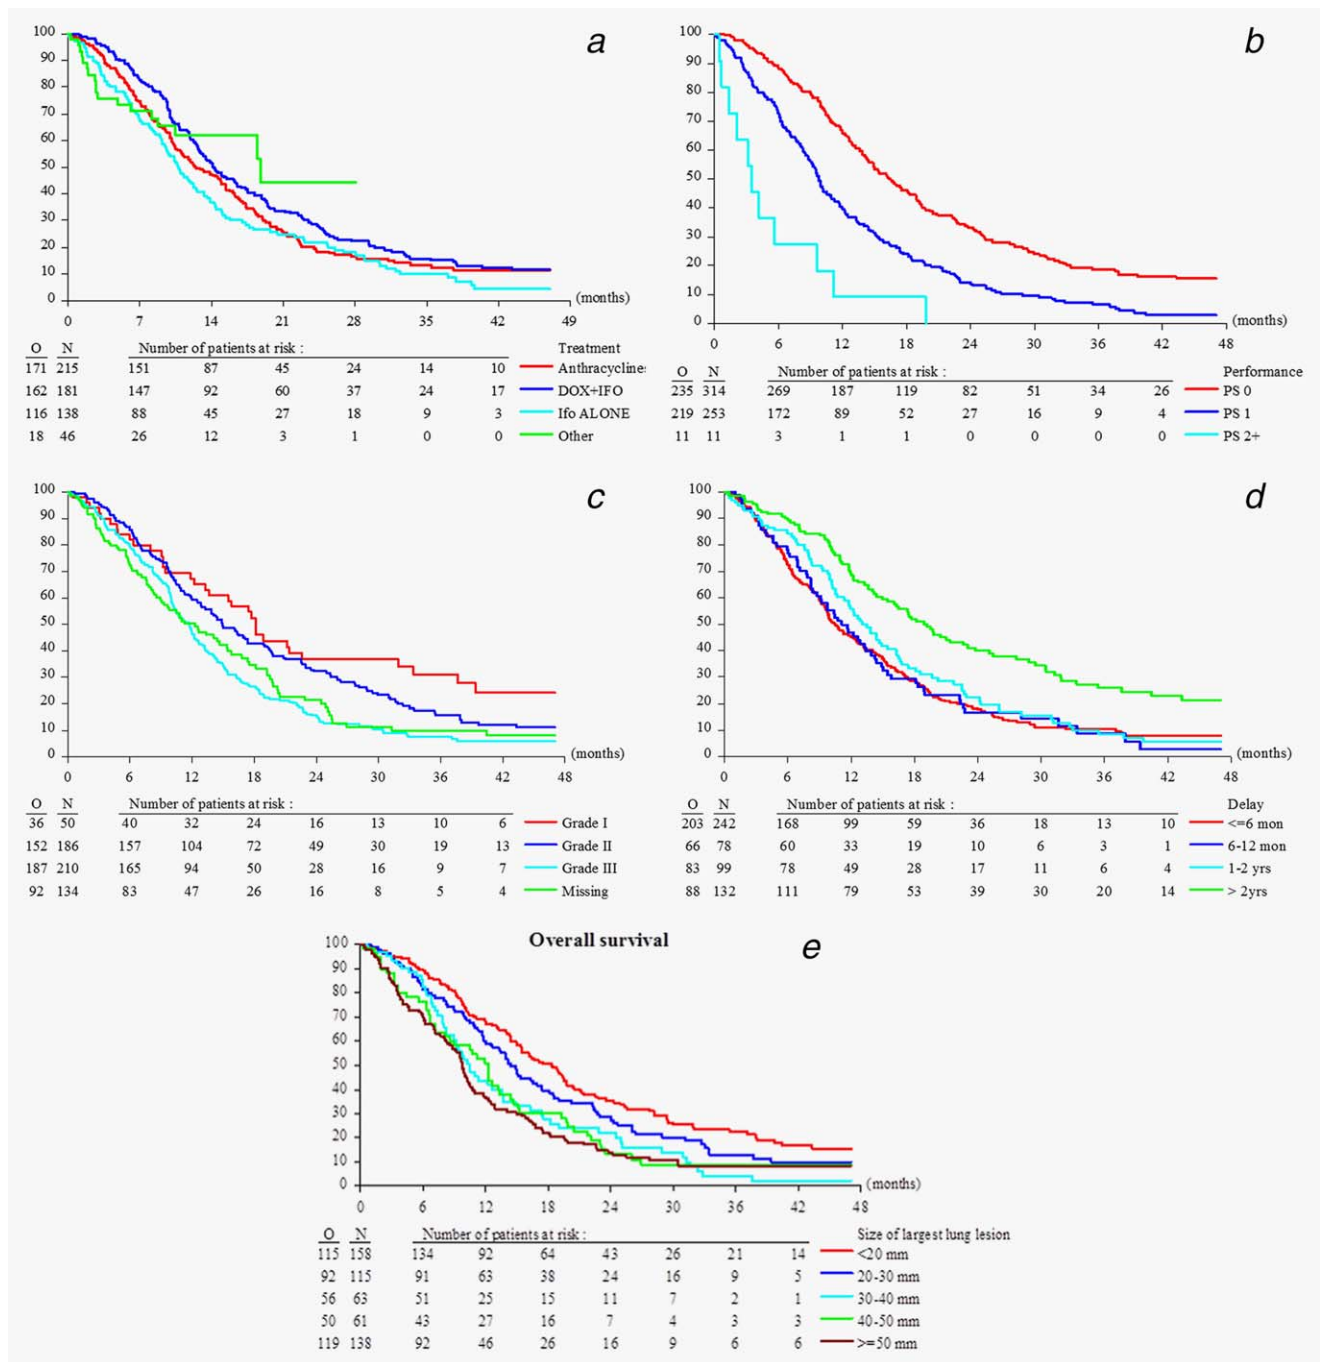 a
100
90
80
70
60
50
40
30
20
10
0
(months)
0 7 14 21 28 35 42 49
O N Number of patients at risk : Treatment
171 215 151 87 45 24 14 10 Anthracycline:
162 181 147 92 60 37 24 17 DOX+IFO
116 138 88 45 27 18 9 3 Ifo ALONE
18 46 26 12 3 1 0 0 Other
b
100
90
80
70
60
50
40
30
20
10
0
(months)
0 6 12 18 24 30 36 42 48
O N Number of patients at risk : Performance
235 314 269 187 119 82 51 34 26 PS 0
219 253 172 89 52 27 16 9 4 PS 1
11 11 3 1 1 0 0 0 0 PS 2+
c
100
90
80
70
60
50
40
30
20
10
0
(months)
0 6 12 18 24 30 36 42 48
O N Number of patients at risk :
36 50 40 32 24 16 13 10 6 Grade I
152 186 157 104 72 49 30 19 13 Grade II
187 210 165 94 50 28 16 9 7 Grade III
92 134 83 47 26 16 8 5 4 Missing
d
100
90
80
70
60
50
40
30
20
10
0
(months)
0 6 12 18 24 30 36 42 48
O N Number of patients at risk : Delay
203 242 168 99 59 36 18 13 10 <=6 mon
66 78 60 33 19 10 6 3 1 6-12 mon
83 99 78 49 28 17 11 6 4 1-2 yrs
88 132 111 79 53 39 30 20 14 > 2yrs
Overall survival
e
100
90
80
70
60
50
40
30
20
10
0
(months)
0 6 12 18 24 30 36 42 48
O N Number of patients at risk : Size of largest lung lesion
115 158 134 92 64 43 26 21 14 <20 mm
92 115 91 63 38 24 16 9 5 20-30 mm
56 63 51 25 15 11 7 2 1 30-40 mm
50 61 43 27 16 7 4 3 3 40-50 mm
119 138 92 46 26 16 9 6 6 >=50 mm